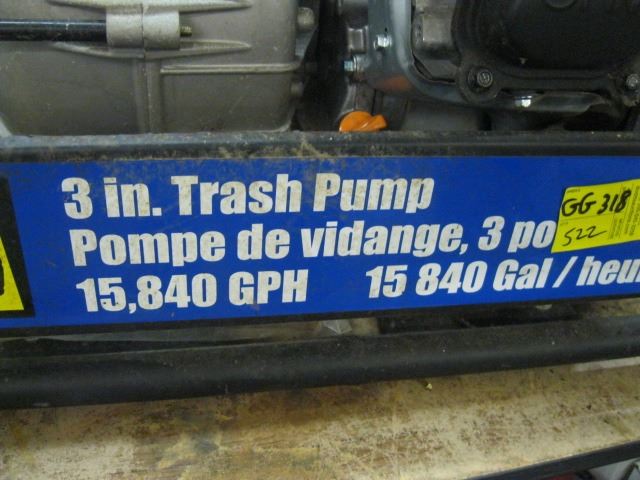 3 in. Trash Pump
Pompe de vidange, 3 po
15,840 GPH 15 840 Gal / heu
GG 318
522